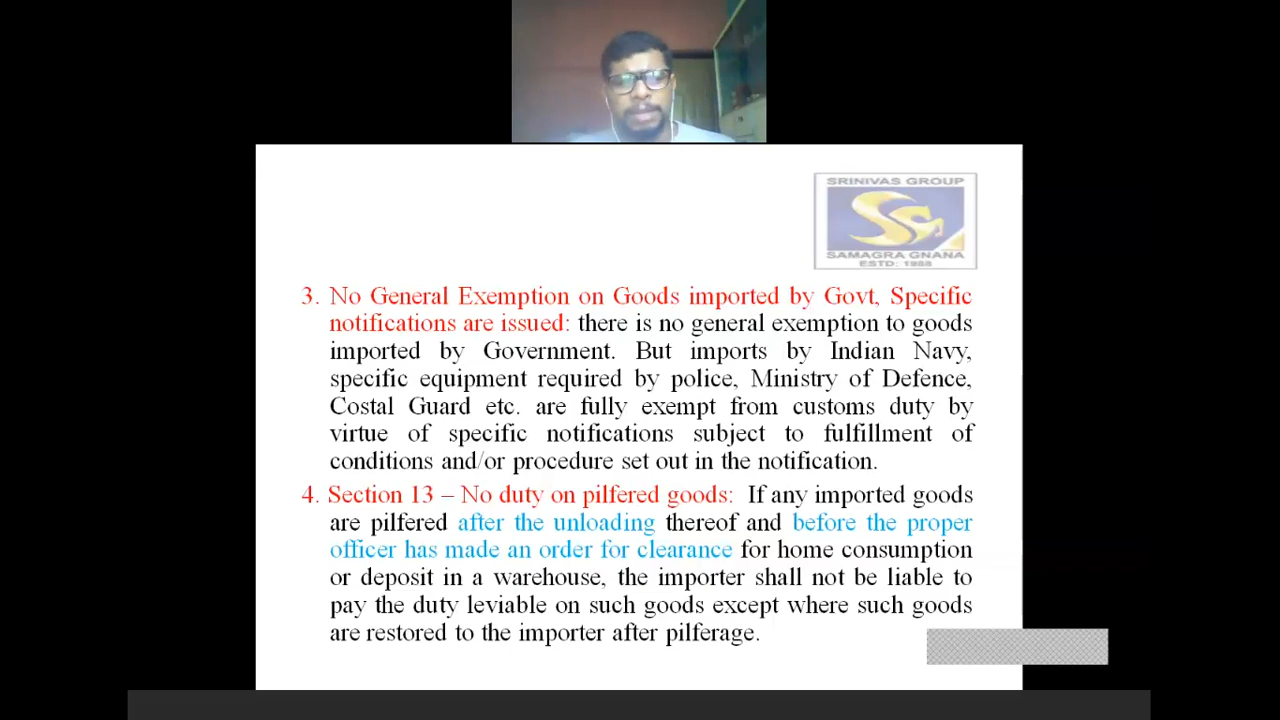 SRINIVAS GROUP
SAMAGRA GNANA
ESTD: 1988
3. No General Exemption on Goods imported by Govt, Specific
notifications are issued: there is no general exemption to goods
imported by Government. But imports by Indian Navy,
specific equipment required by police, Ministry of Defence,
Costal Guard etc. are fully exempt from customs duty by
virtue of specific notifications subject to fulfillment of
conditions and/or procedure set out in the notification.
4. Section 13 – No duty on pilfered goods: If any imported goods
are pilfered after the unloading thereof and before the proper
officer has made an order for clearance for home consumption
or deposit in a warehouse, the importer shall not be liable to
pay the duty leviable on such goods except where such goods
are restored to the importer after pilferage.